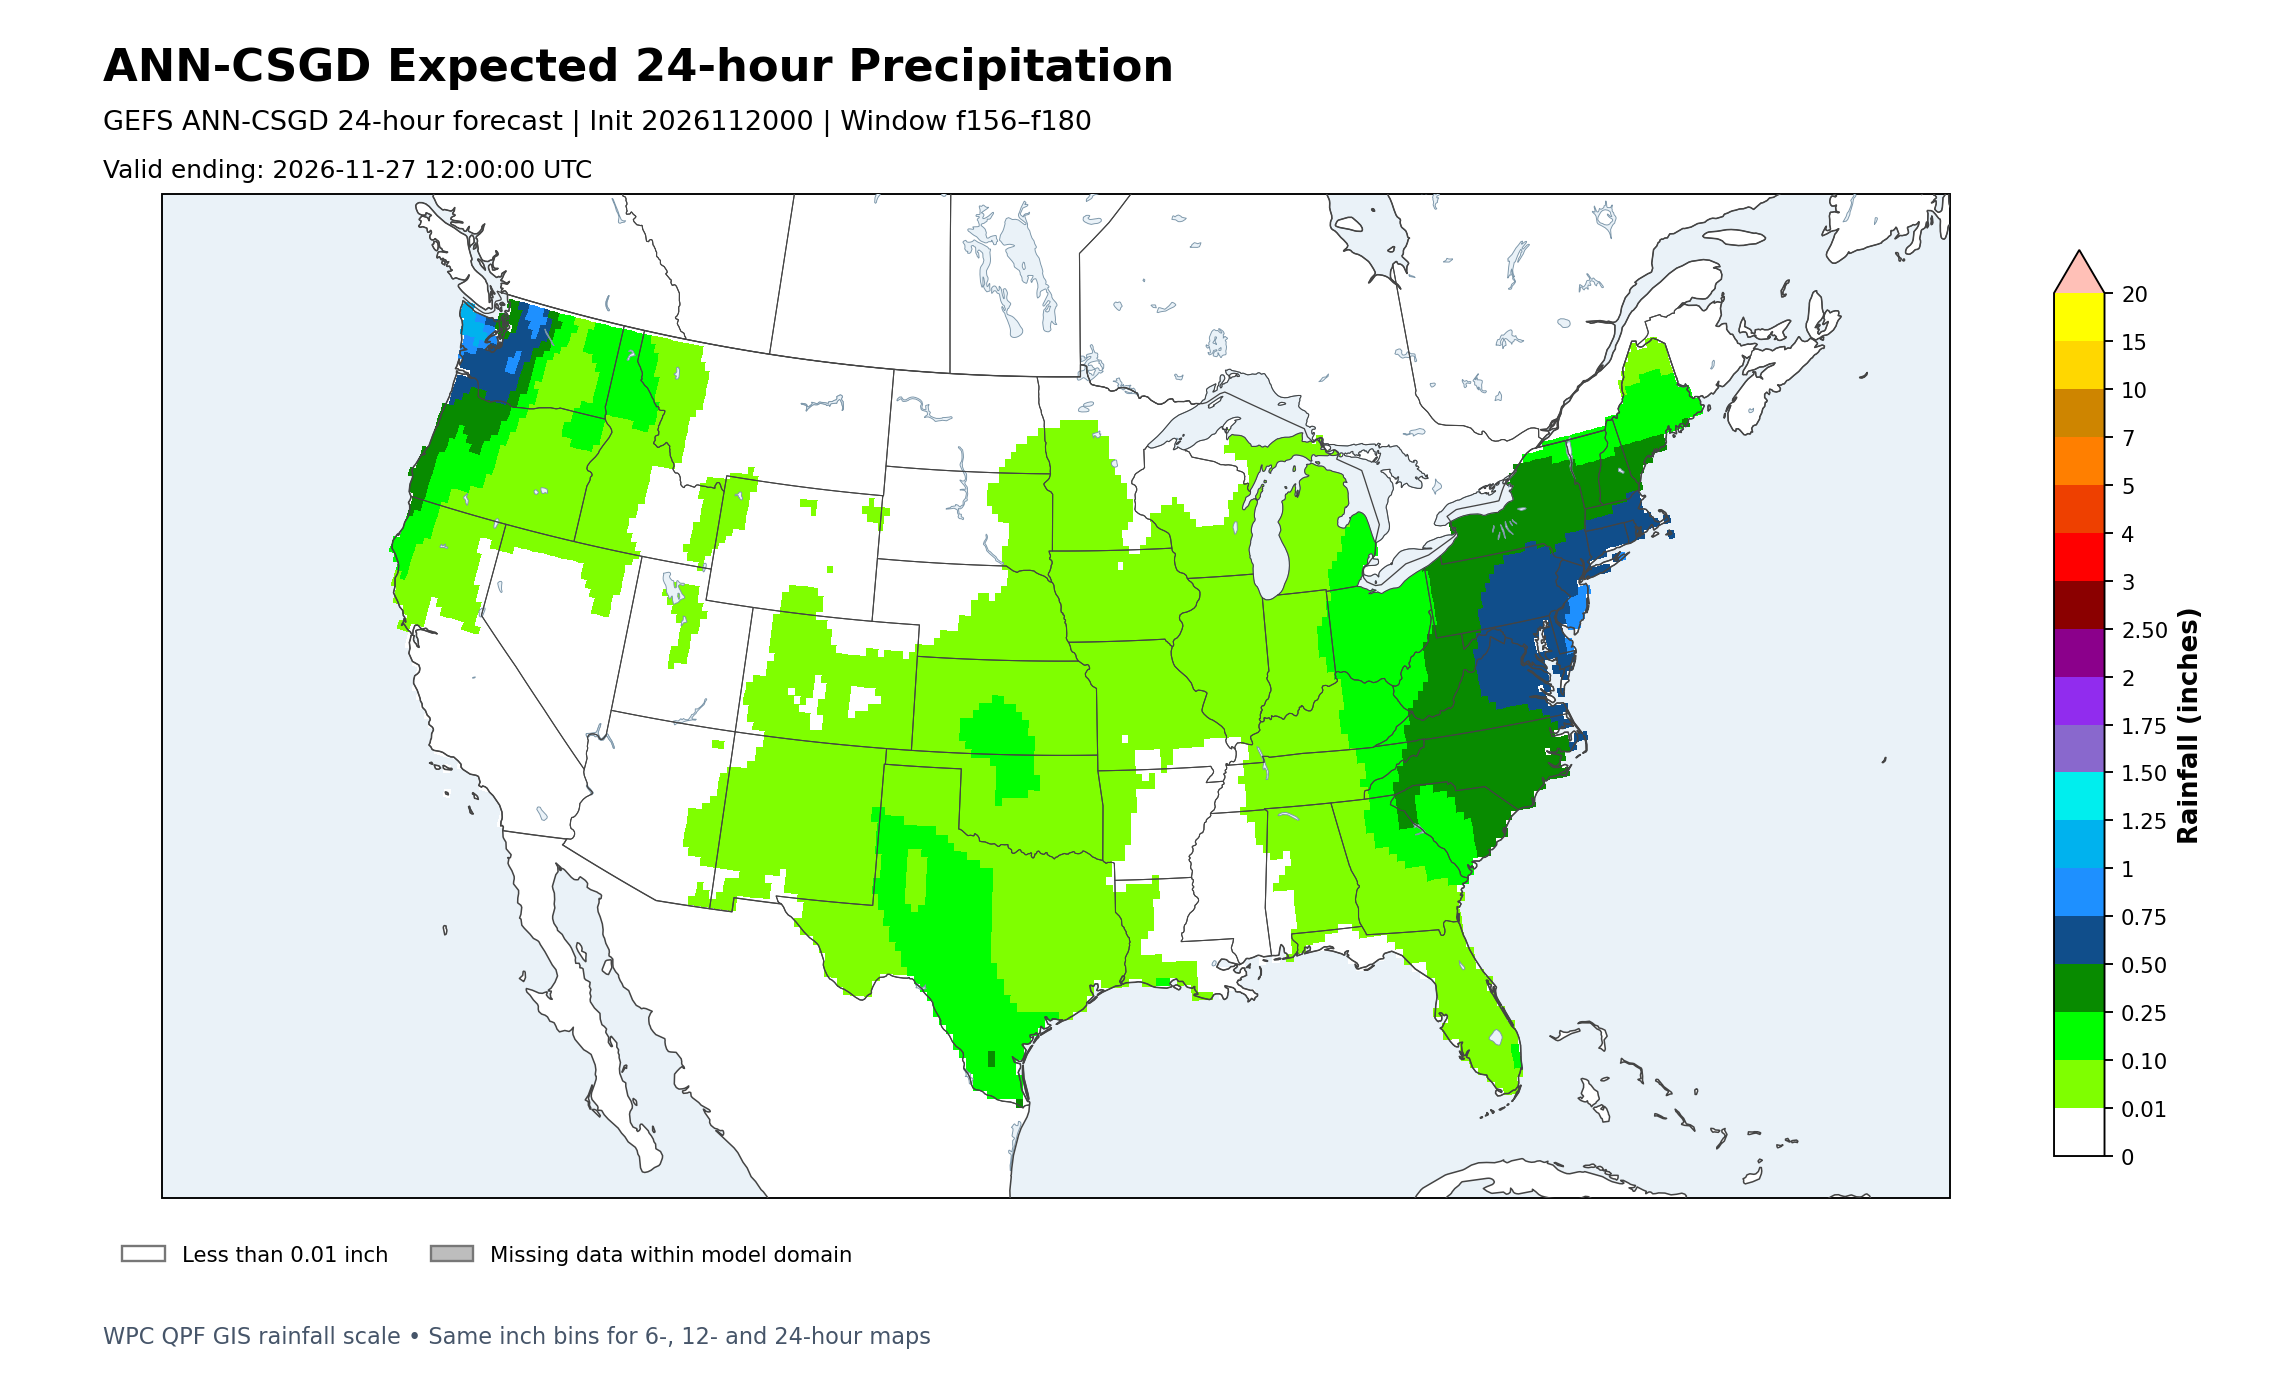 ANN-CSGD Expected 24-hour Precipitation
GEFS ANN-CSGD 24-hour forecast | Init 2026112000 | Window f156–f180
Valid ending: 2026-11-27 12:00:00 UTC
20
15
10
7
5
4
3
2.50
2
1.75
1.50
1.25
1
0.75
0.50
0.25
0.10
0.01
0
Rainfall (inches)
Less than 0.01 inch
Missing data within model domain
WPC QPF GIS rainfall scale • Same inch bins for 6-, 12- and 24-hour maps